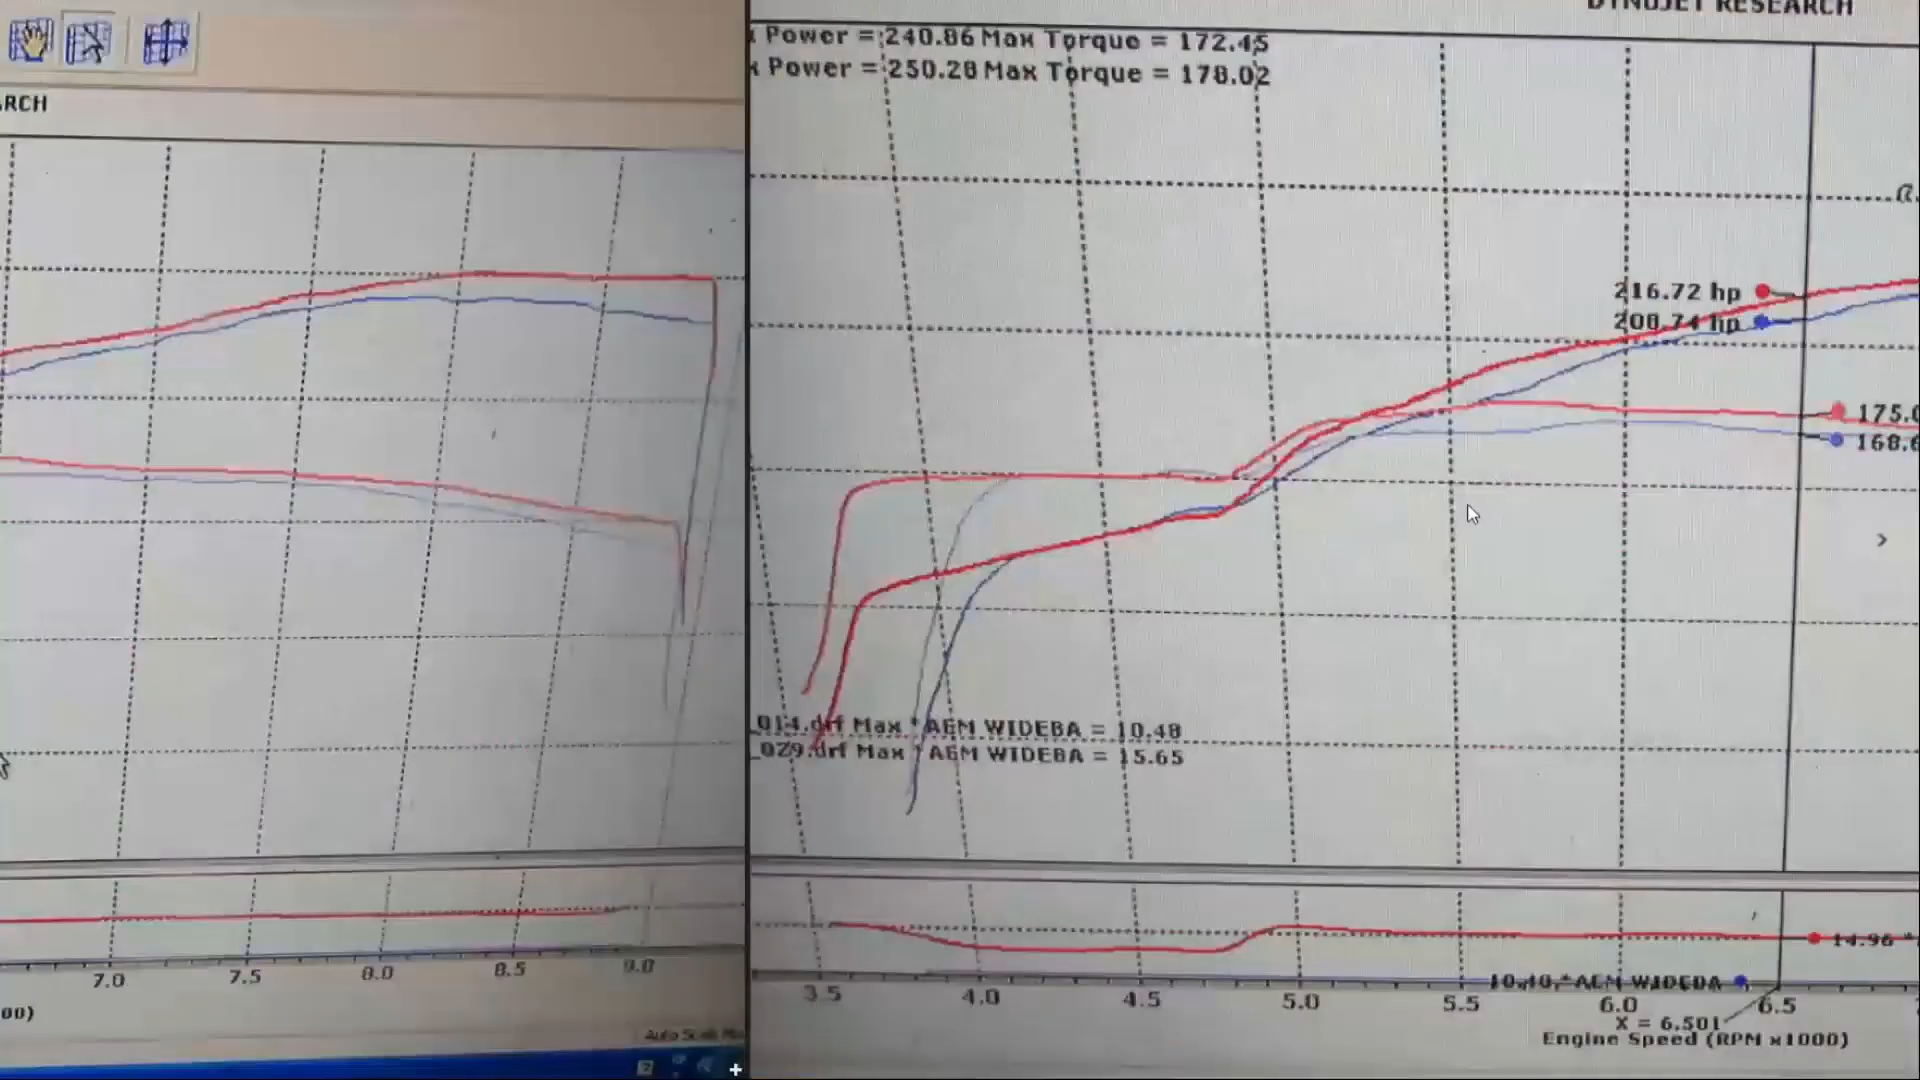 ARCH
7.0 7.5 8.0 8.5 9.0
00)
Auto Scale
DYNOJET RESEARCH
x Power = 240.86 Max Torque = 172.45
x Power = 250.28 Max Torque = 178.02
216.72 hp
208.74 hp
175.0
168.6
_014.drf Max * AEM WIDEBA = 10.48
_029.drf Max * AEM WIDEBA = 15.65
14.96 *
10.40 * AEM WIDEBA
3.5 4.0 4.5 5.0 5.5 6.0 6.5
X = 6.501
Engine Speed (RPM x1000)